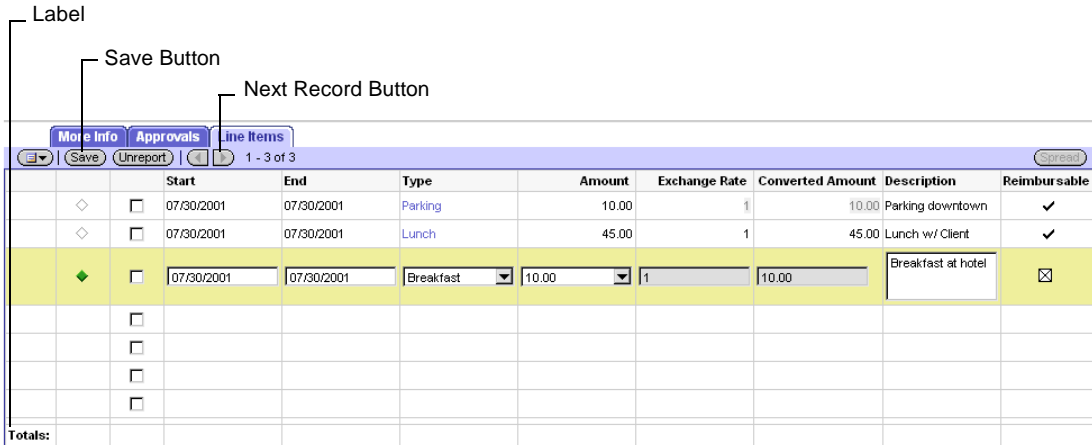 Label
Save Button
Next Record Button
More Info Approvals Line Items
Save Unreport 1 - 3 of 3 Spread
Start End Type Amount Exchange Rate Converted Amount Description Reimbursable
07/30/2001 07/30/2001 Parking 10.00 1 10.00 Parking downtown
07/30/2001 07/30/2001 Lunch 45.00 1 45.00 Lunch w/ Client
07/30/2001 07/30/2001 Breakfast 10.00 1 10.00 Breakfast at hotel
Totals: